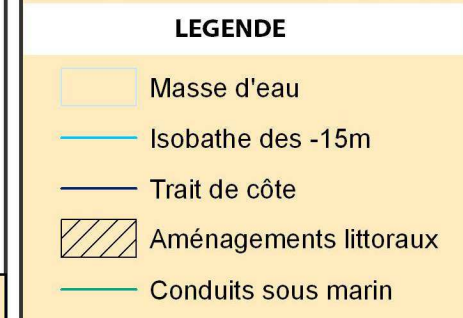 LEGENDE
Masse d'eau
Isobathe des -15m
Trait de côte
Aménagements littoraux
Conduits sous marin